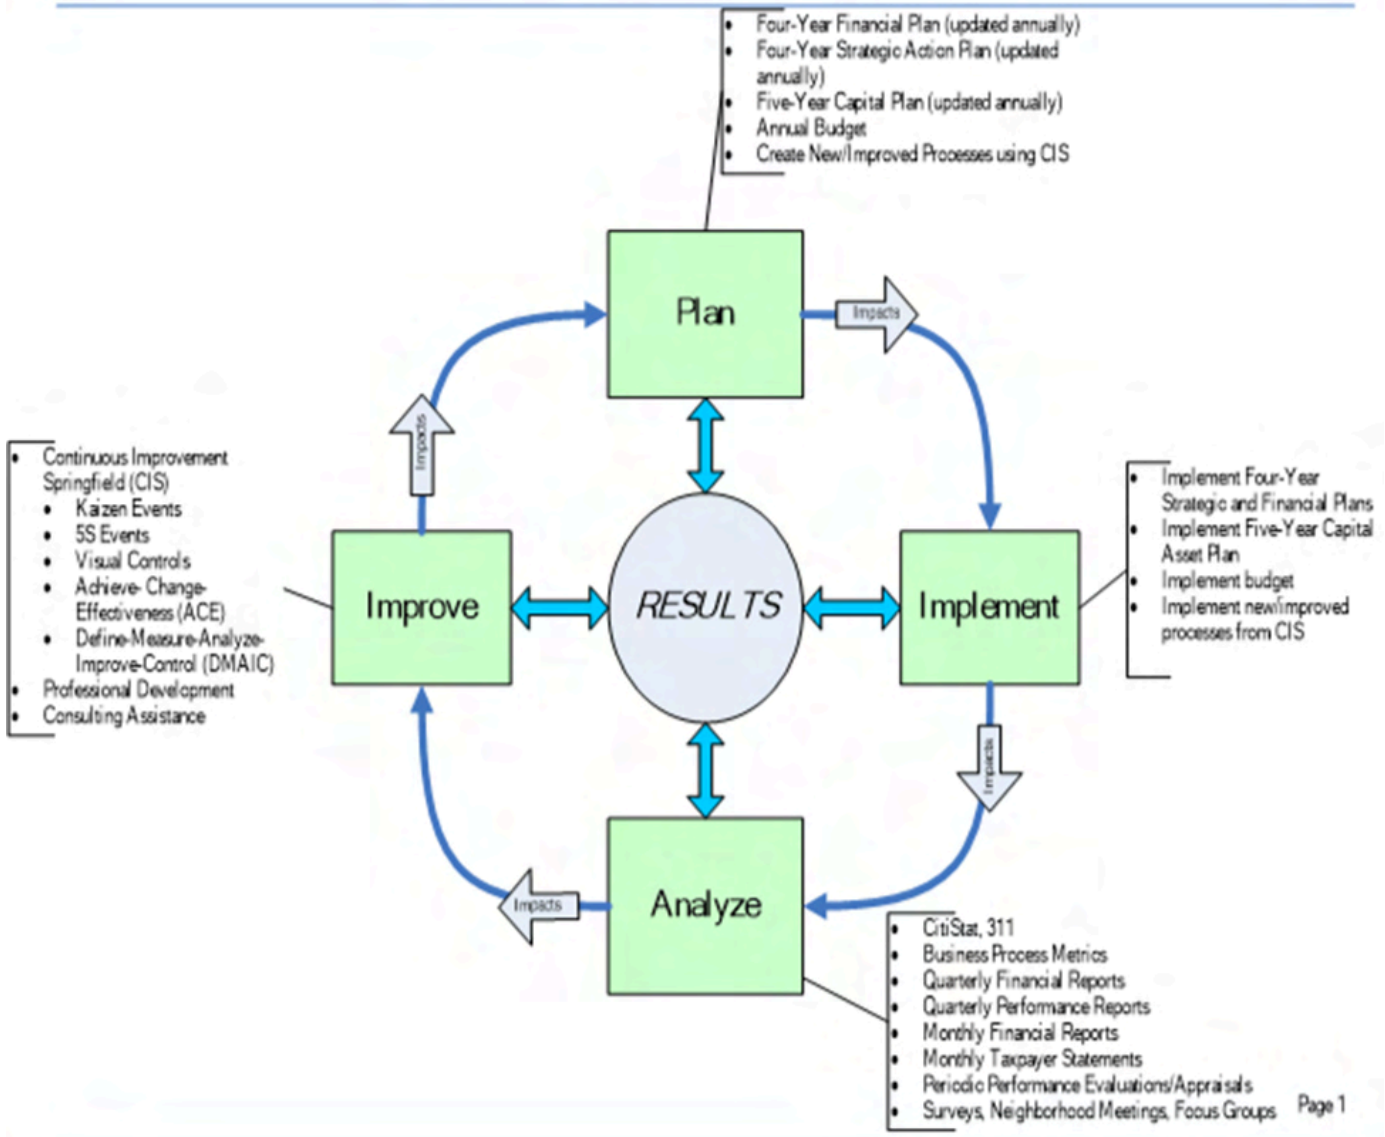 • Four-Year Financial Plan (updated annually)
• Four-Year Strategic Action Plan (updated
annually)
• Five-Year Capital Plan (updated annually)
• Annual Budget
• Create New/Improved Processes using CIS
Plan
Impacts
Impacts
• Continuous Improvement
Springfield (CIS)
• Kaizen Events
• 5S Events
• Visual Controls
• Achieve- Change-
Effectiveness (ACE)
• Define-Measure-Analyze-
Improve-Control (DMAIC)
• Professional Development
• Consulting Assistance
Improve
RESULTS
Implement
• Implement Four-Year
Strategic and Financial Plans
• Implement Five-Year Capital
Asset Plan
• Implement budget
• Implement new/improved
processes from CIS
Impacts
Impacts
Analyze
• CitiStat, 311
• Business Process Metrics
• Quarterly Financial Reports
• Quarterly Performance Reports
• Monthly Financial Reports
• Monthly Taxpayer Statements
• Periodic Performance Evaluations/Appraisals
• Surveys, Neighborhood Meetings, Focus Groups
Page 1